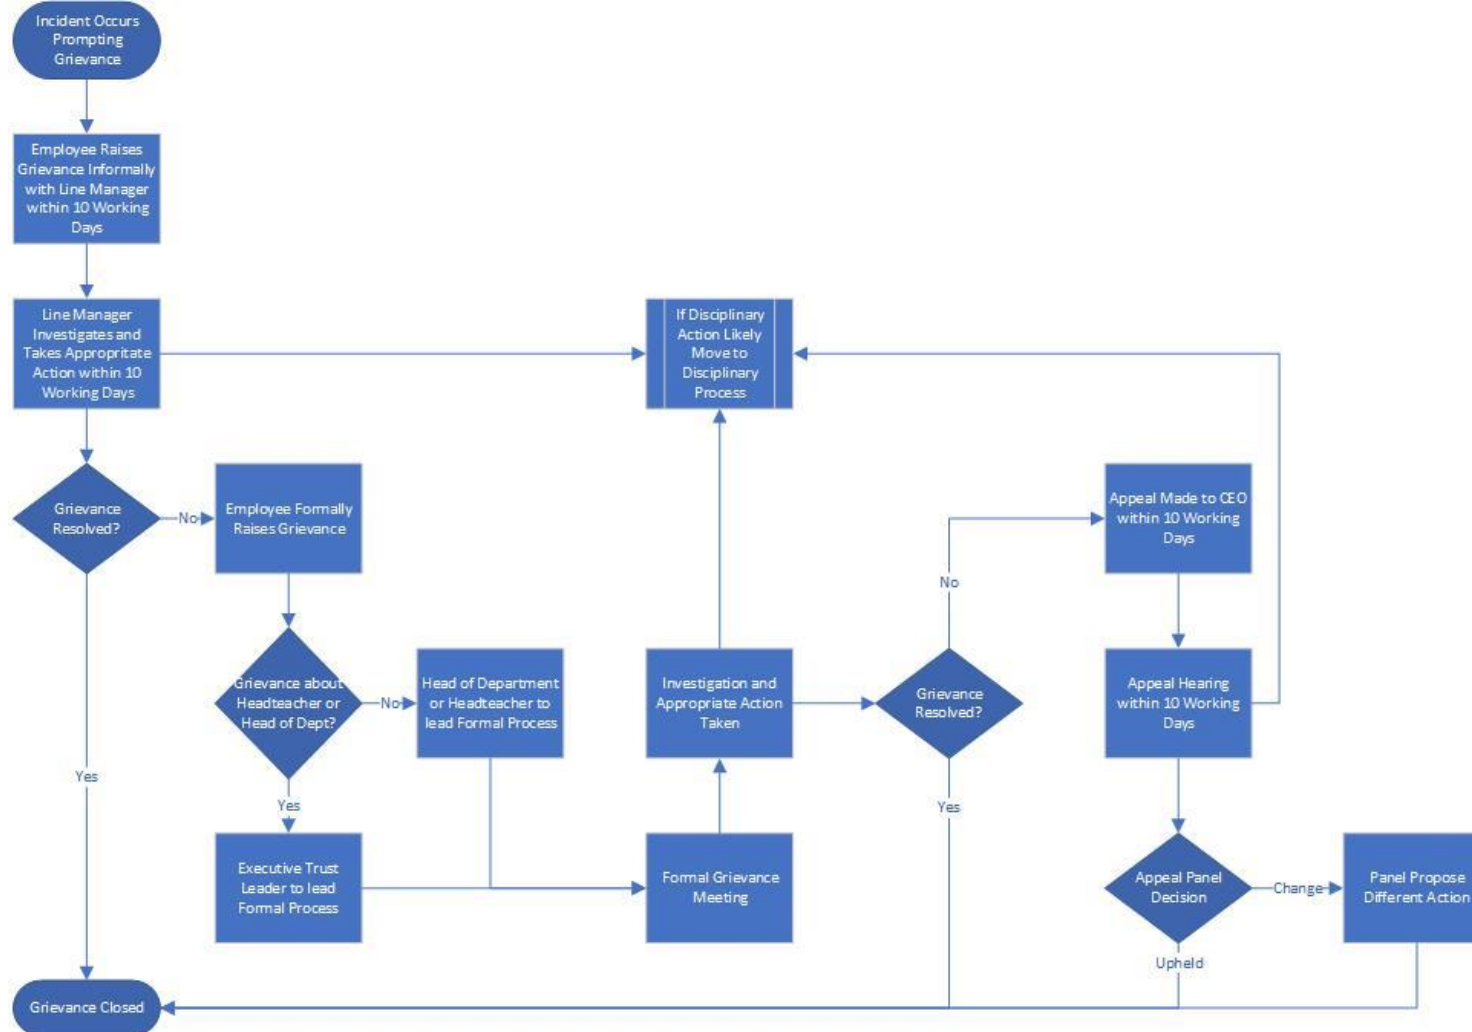 Incident Occurs
Prompting
Grievance
Employee Raises
Grievance Informally
with Line Manager
within 10 Working
Days
Line Manager
Investigates and
Takes Appropritate
Action within 10
Working Days
If Disciplinary
Action Likely
Move to
Disciplinary
Process
Grievance
Resolved?
No
Employee Formally
Raises Grievance
Appeal Made to CEO
within 10 Working
Days
No
Grievance about
Headteacher or
Head of Dept?
No
Head of Department
or Headteacher to
lead Formal Process
Investigation and
Appropriate Action
Taken
Grievance
Resolved?
Appeal Hearing
within 10 Working
Days
Yes
Yes
Yes
Executive Trust
Leader to lead
Formal Process
Formal Grievance
Meeting
Appeal Panel
Decision
Change
Panel Propose
Different Action
Upheld
Grievance Closed